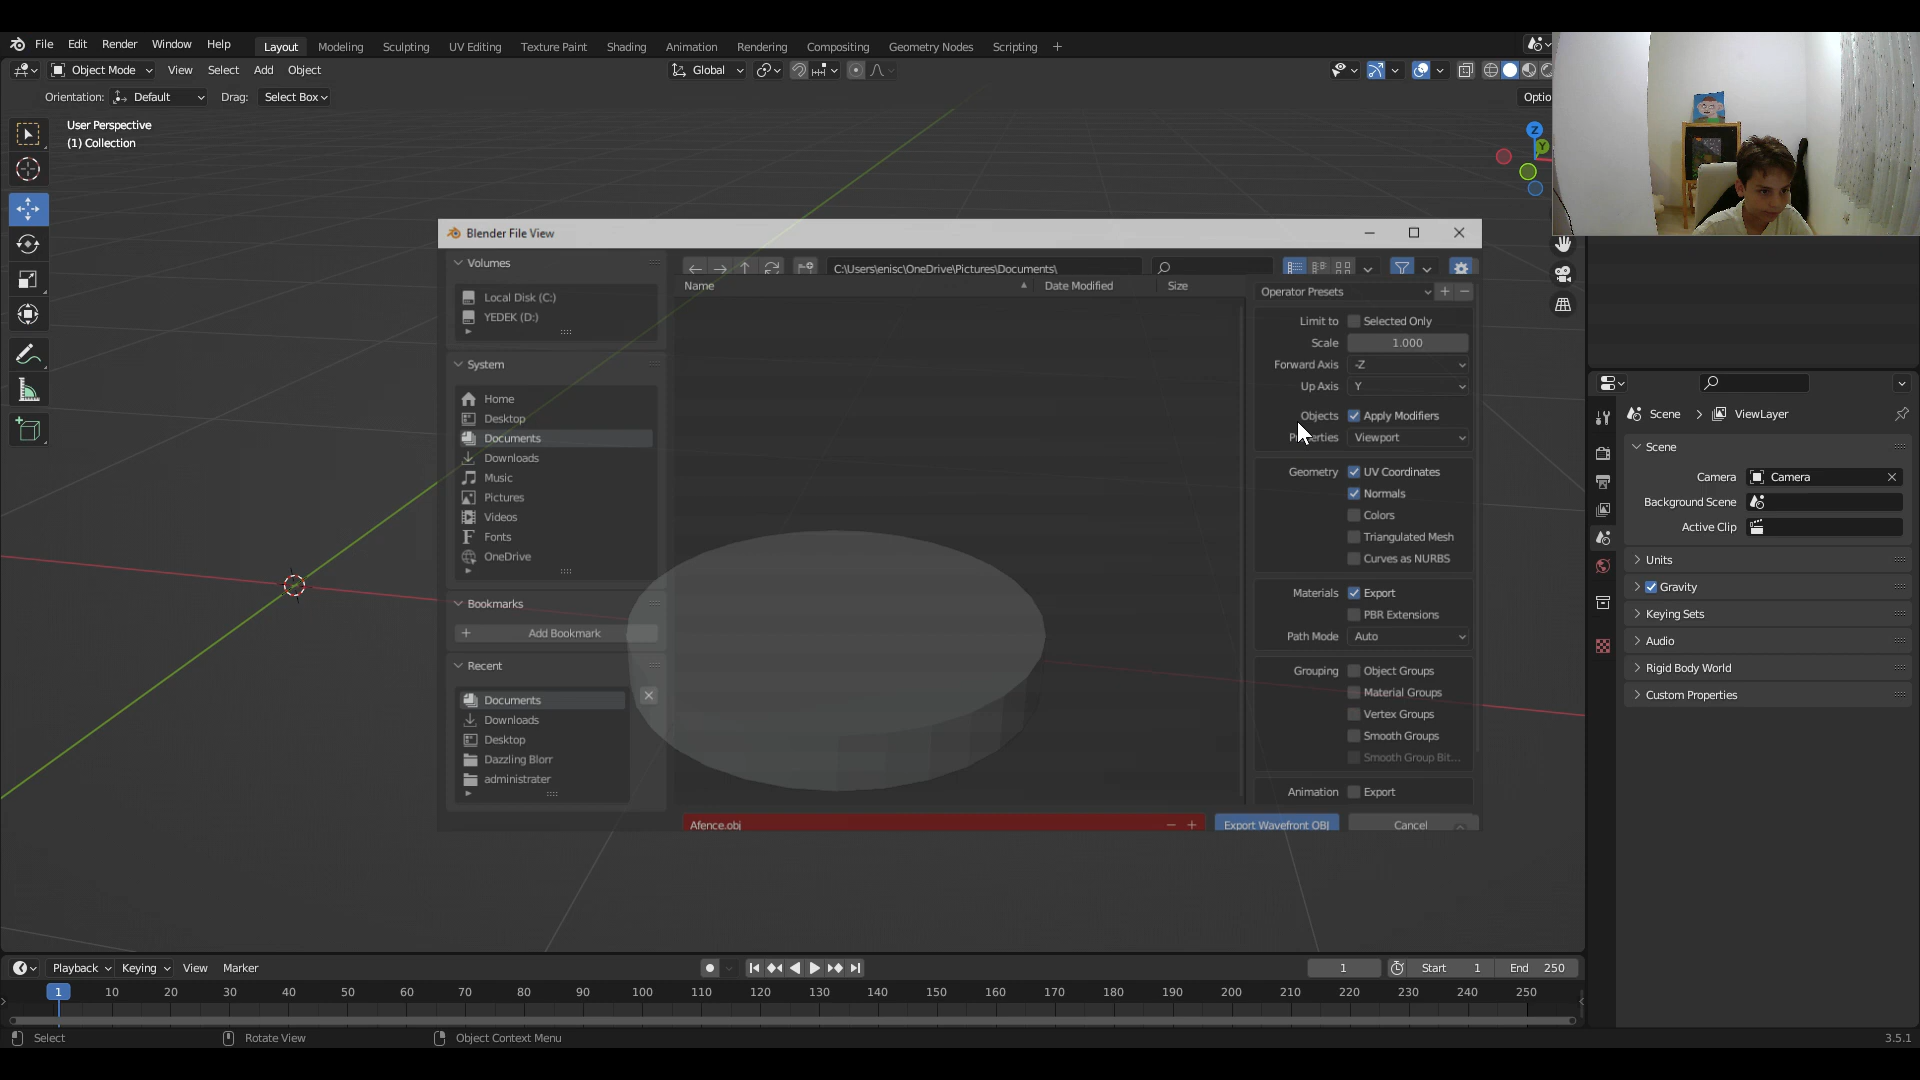 File Edit Render Window Help Layout Modeling Sculpting UV Editing Texture Paint Shading Animation Rendering Compositing Geometry Nodes Scripting +
Object Mode View Select Add Object Global
Orientation: Default Drag: Select Box Optio
User Perspective
(1) Collection
Z
Y
Blender File View
Volumes
Local Disk (C:)
YEDEK (D:)
System
Home
Desktop
Documents
Downloads
Music
Pictures
Videos
Fonts
OneDrive
Bookmarks
Add Bookmark
Recent
Documents
Downloads
Desktop
Dazzling Blorr
administrater
C:\Users\enisc\OneDrive\Pictures\Documents\
Name Date Modified Size
Afence.obj
Operator Presets
Limit to Selected Only
Scale 1.000
Forward Axis -Z
Up Axis Y
Objects Apply Modifiers
Viewport
Geometry UV Coordinates
Normals
Colors
Triangulated Mesh
Curves as NURBS
Materials Export
PBR Extensions
Path Mode Auto
Grouping Object Groups
Material Groups
Vertex Groups
Smooth Groups
Smooth Group Bit...
Animation Export
Export Wavefront OBJ Cancel
Scene ViewLayer
Scene
Camera Camera
Background Scene
Active Clip
Units
Gravity
Keying Sets
Audio
Rigid Body World
Custom Properties
Playback Keying View Marker 1 Start 1 End 250
1 10 20 30 40 50 60 70 80 90 100 110 120 130 140 150 160 170 180 190 200 210 220 230 240 250
Select Rotate View Object Context Menu 3.5.1